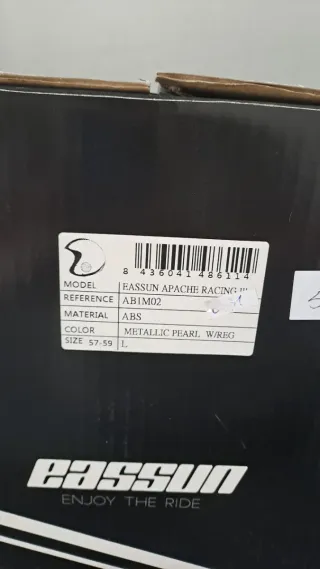 8 436041 486114
MODEL EASSUN APACHE RACING
REFERENCE AB1M02
MATERIAL ABS
COLOR METALLIC PEARL W/REG
SIZE 57-59 L
eassun
ENJOY THE RIDE